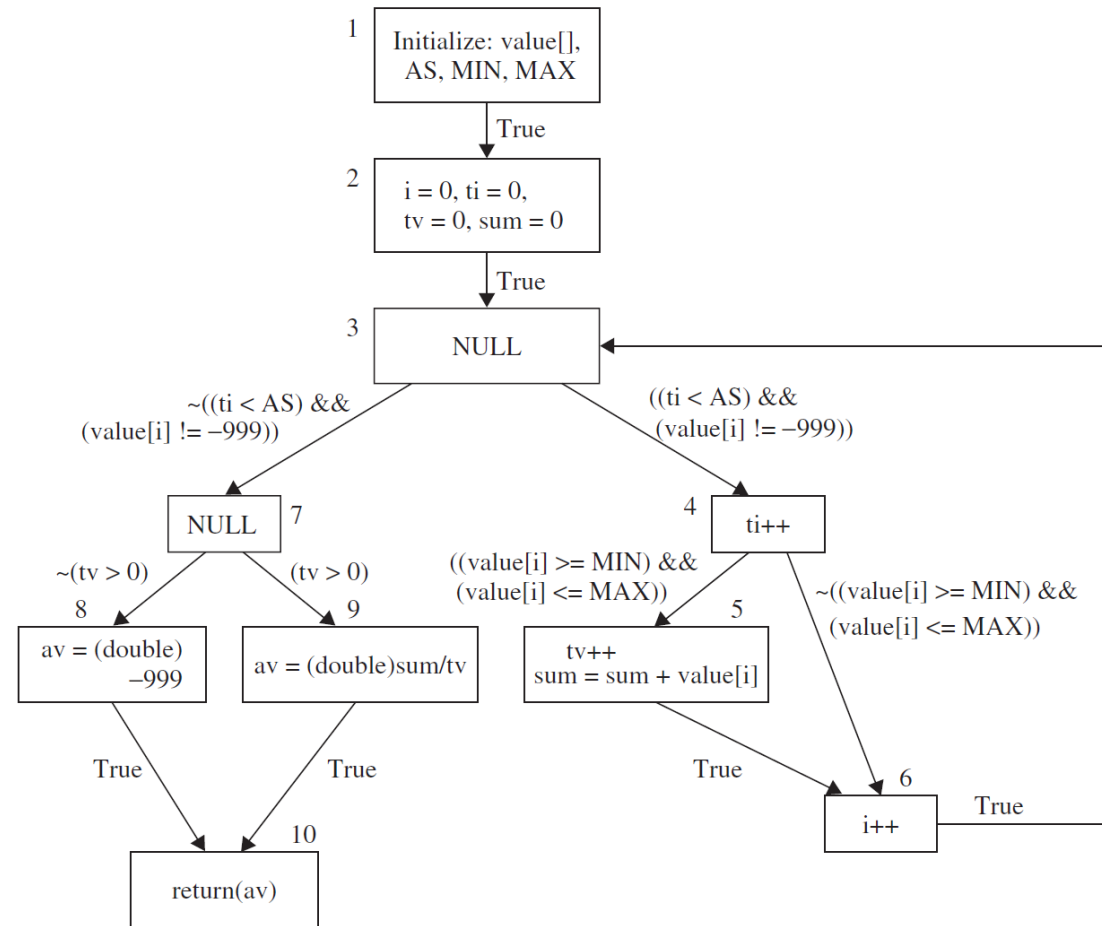 1
Initialize: value[],
AS, MIN, MAX
True
2
i = 0, ti = 0,
tv = 0, sum = 0
True
3
NULL
~((ti < AS) &&
(value[i] != −999))
((ti < AS) &&
(value[i] != −999))
NULL
7
4
ti++
~(tv > 0)
(tv > 0)
((value[i] >= MIN) &&
(value[i] <= MAX))
~((value[i] >= MIN) &&
(value[i] <= MAX))
8
9
5
av = (double)
−999
av = (double)sum/tv
tv++
sum = sum + value[i]
True
True
True
6
i++
True
10
return(av)